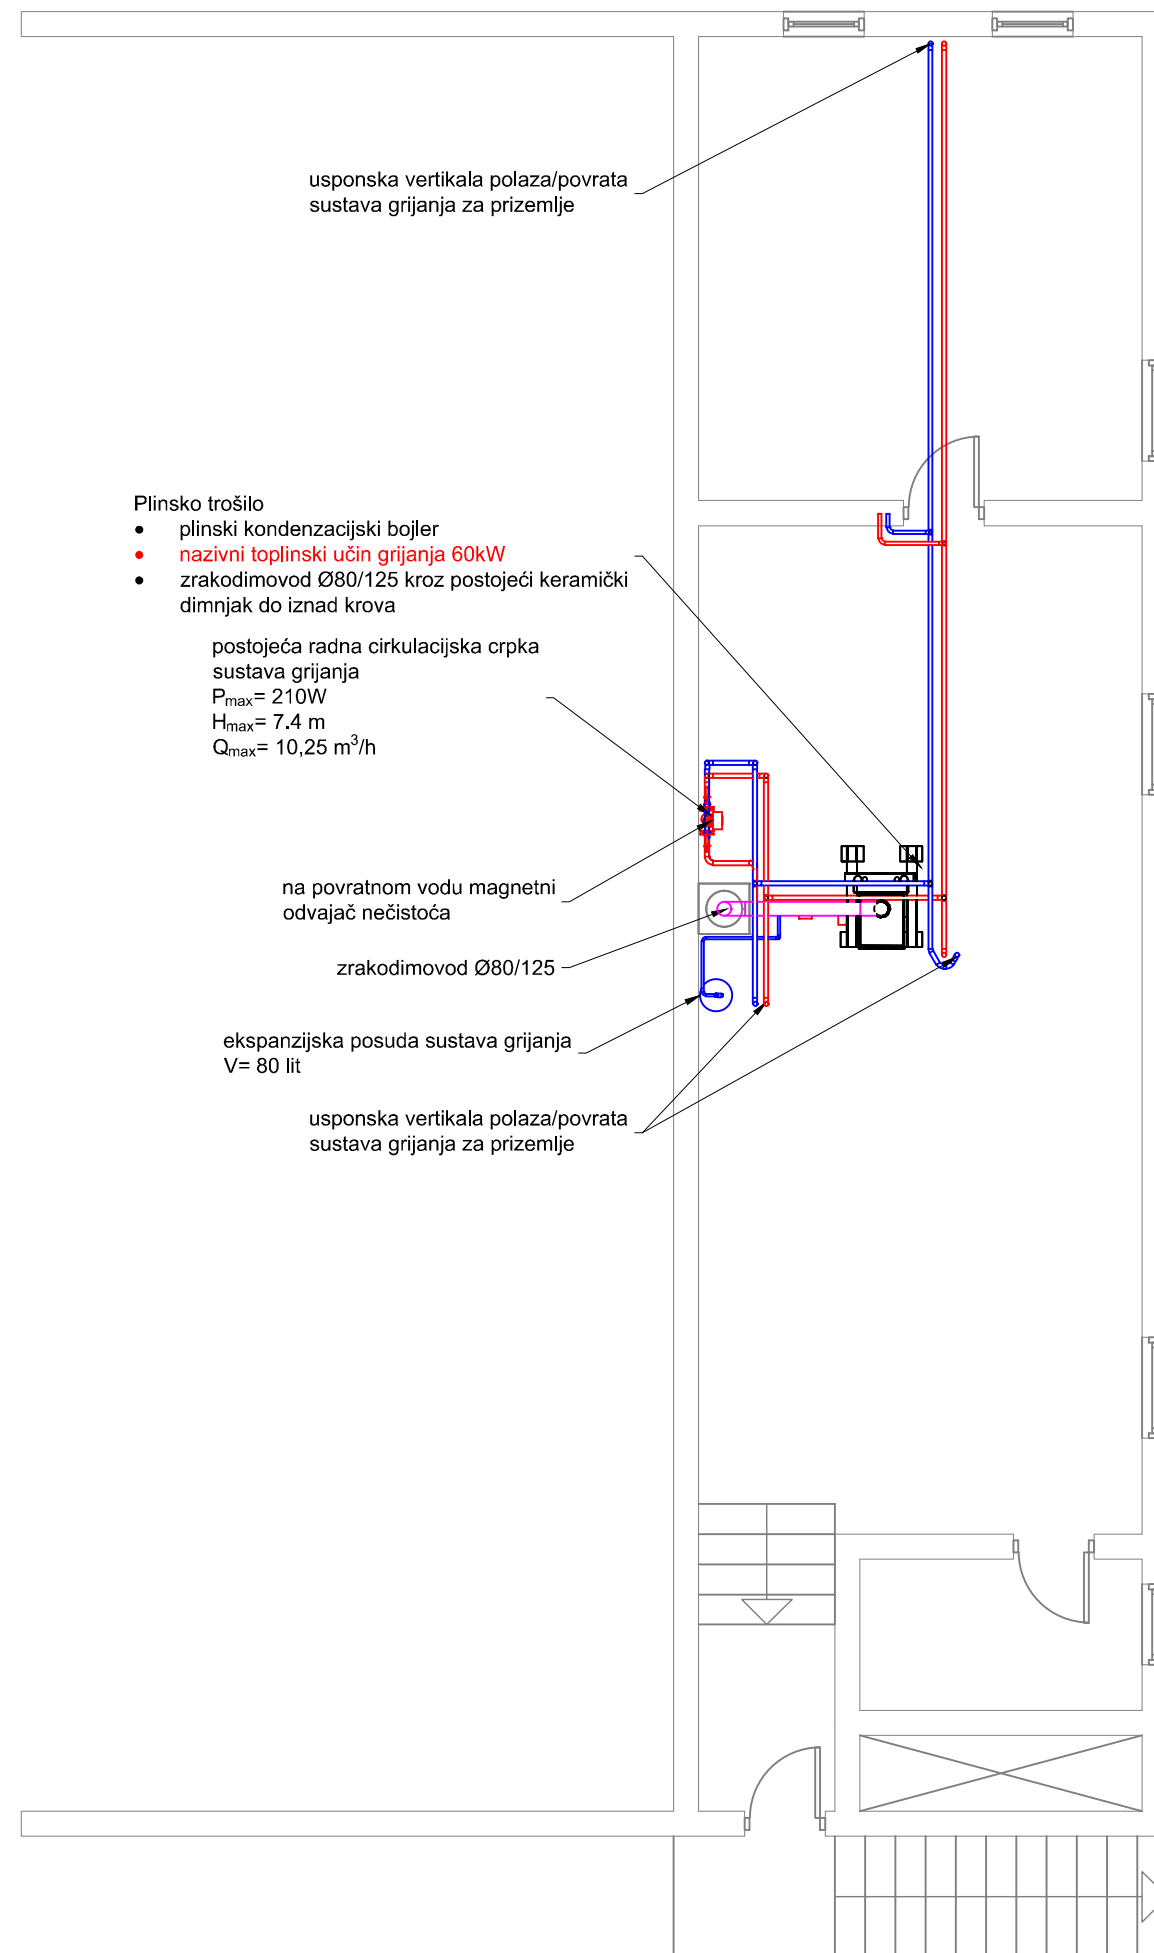 usponska vertikala polaza/povrata
sustava grijanja za prizemlje
Plinsko trošilo
• plinski kondenzacijski bojler
• nazivni toplinski učin grijanja 60kW
• zrakodimovod Ø80/125 kroz postojeći keramički
dimnjak do iznad krova
postojeća radna cirkulacijska crpka
sustava grijanja
Pmax= 210W
Hmax= 7.4 m
Qmax= 10,25 m³/h
na povratnom vodu magnetni
odvajač nečistoća
zrakodimovod Ø80/125
ekspanzijska posuda sustava grijanja
V= 80 lit
usponska vertikala polaza/povrata
sustava grijanja za prizemlje